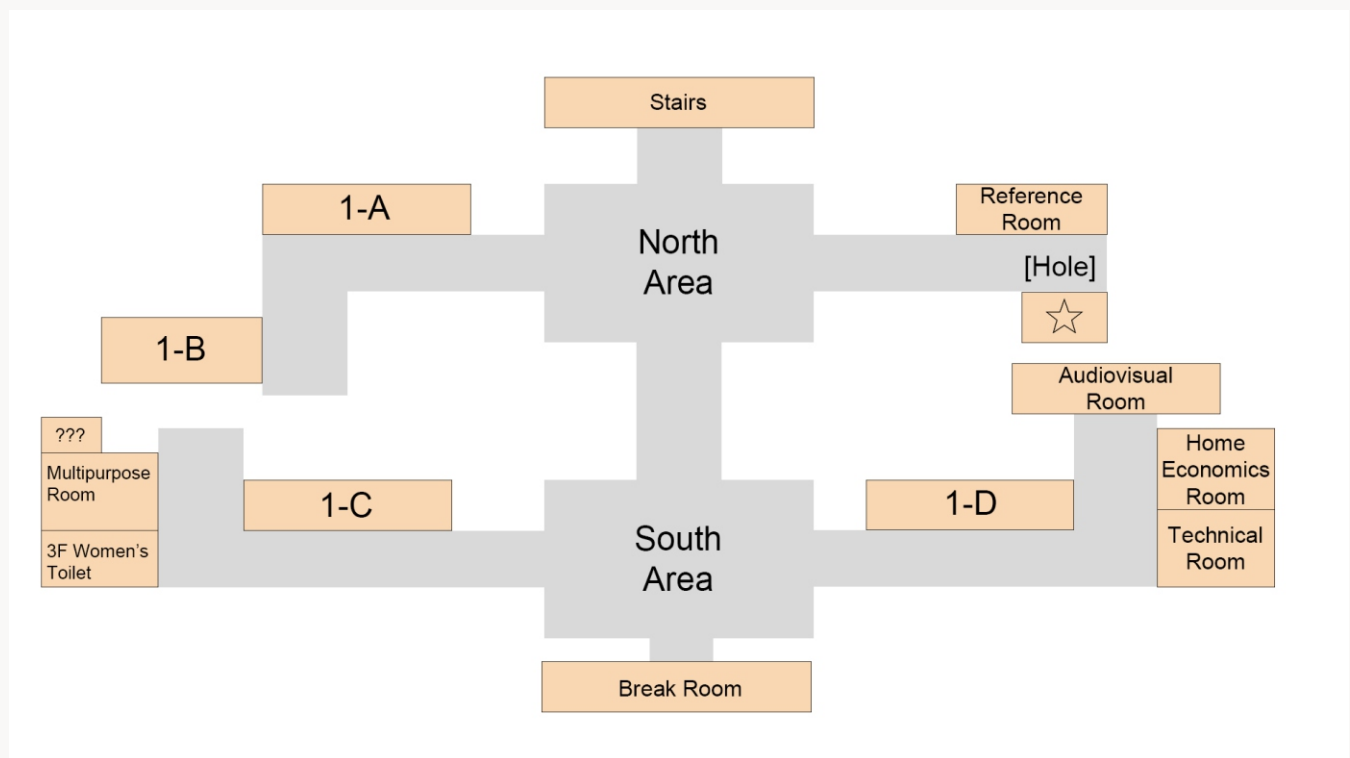 Stairs
1-A
Reference
Room
North
Area
[Hole]
1-B
Audiovisual
Room
???
Multipurpose
Room
Home
Economics
Room
1-C
1-D
South
Area
Technical
Room
3F Women's
Toilet
Break Room